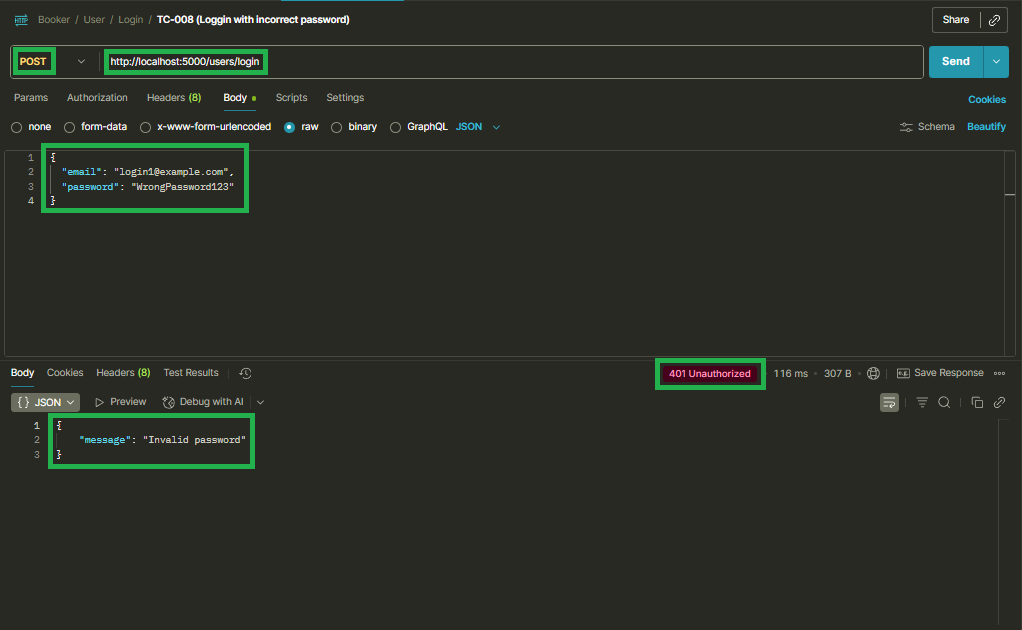 HTTP Booker / User / Login / TC-008 (Loggin with incorrect password) Share
POST http://localhost:5000/users/login Send
Params Authorization Headers (8) Body Scripts Settings Cookies
none form-data x-www-form-urlencoded raw binary GraphQL JSON Schema Beautify
1 {
2 "email": "login1@example.com",
3 "password": "WrongPassword123"
4 }
Body Cookies Headers (8) Test Results 401 Unauthorized 116 ms 307 B Save Response
{} JSON Preview Debug with AI
1 {
2 "message": "Invalid password"
3 }